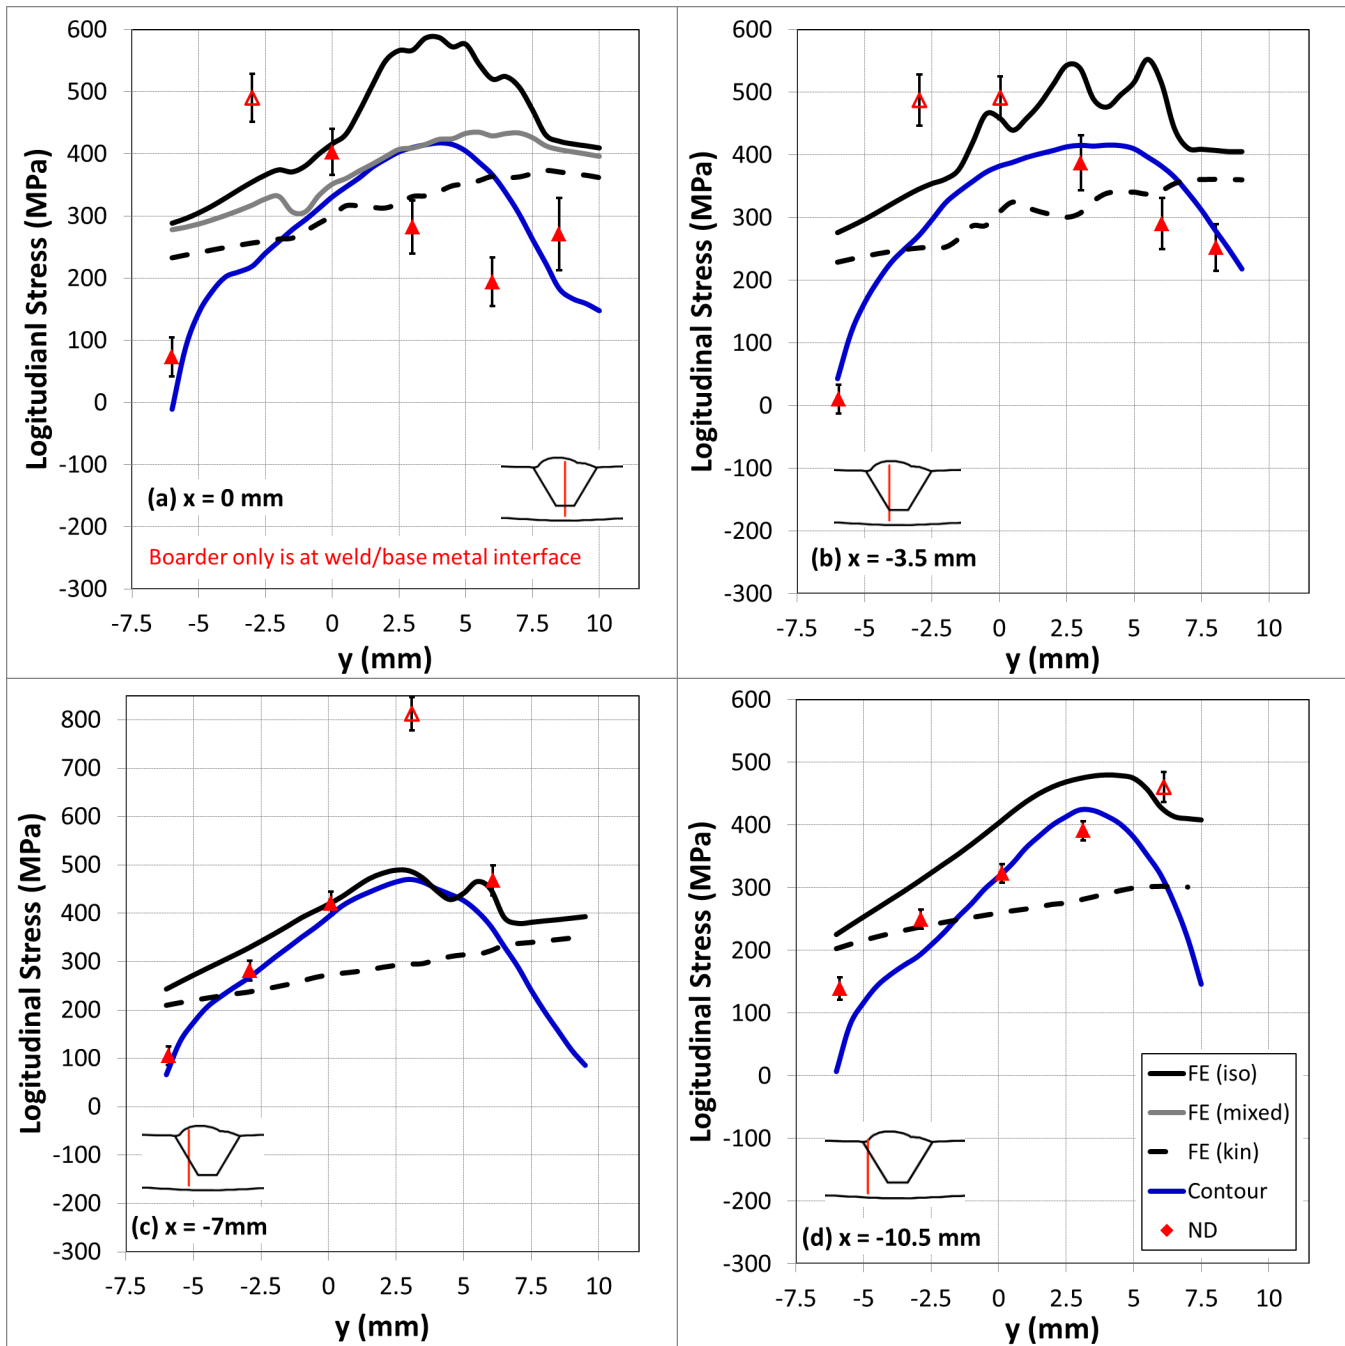 600
500
400
300
200
100
0
-100
-200
-300
Logitudianl Stress (MPa)
(a) x = 0 mm
Boarder only is at weld/base metal interface
-7.5 -5 -2.5 0 2.5 5 7.5 10
y (mm)
600
500
400
300
200
100
0
-100
-200
-300
Logitudinal Stress (MPa)
(b) x = -3.5 mm
-7.5 -5 -2.5 0 2.5 5 7.5 10
y (mm)
800
700
600
500
400
300
200
100
0
-100
-200
-300
Logitudinal Stress (MPa)
(c) x = -7mm
-7.5 -5 -2.5 0 2.5 5 7.5 10
y (mm)
600
500
400
300
200
100
0
-100
-200
-300
Logitudinal Stress (MPa)
FE (iso)
FE (mixed)
FE (kin)
Contour
ND
(d) x = -10.5 mm
-7.5 -5 -2.5 0 2.5 5 7.5 10
y (mm)